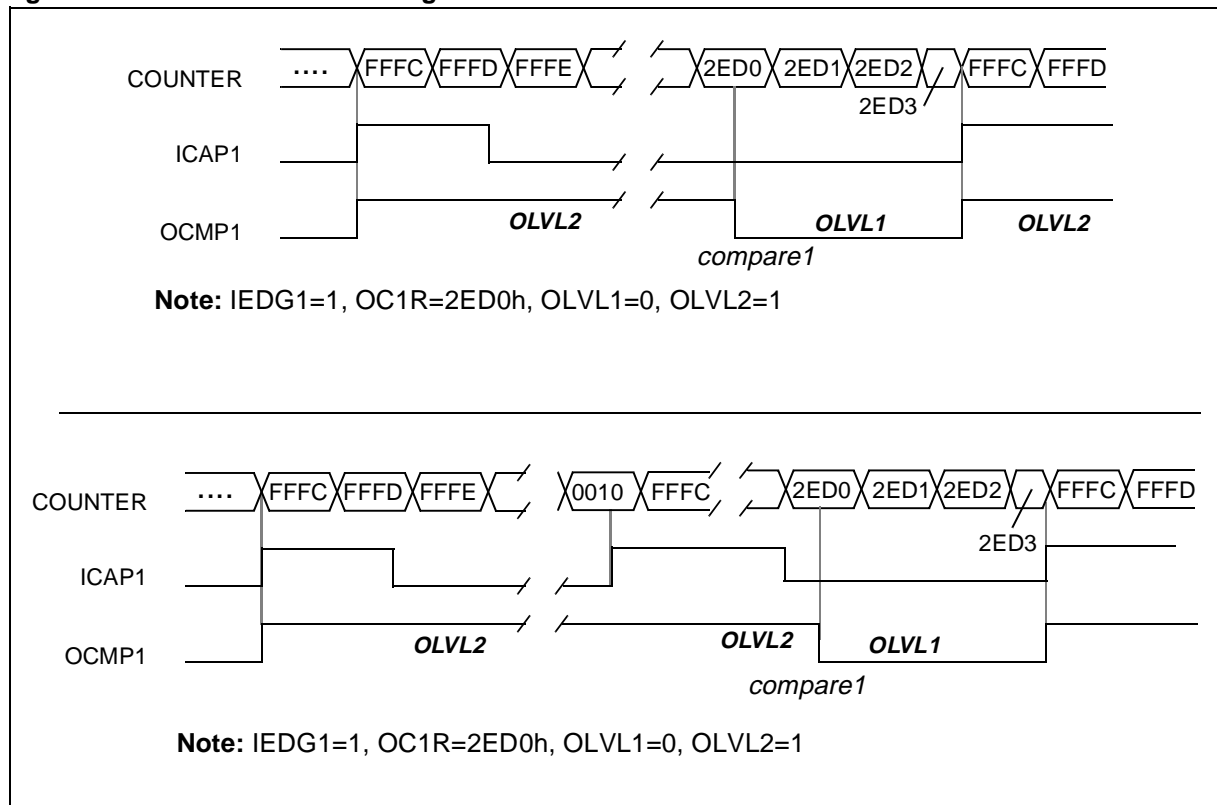 COUNTER .... FFFC FFFD FFFE 2ED0 2ED1 2ED2 FFFC FFFD
2ED3
ICAP1
OLVL2 OLVL1 OLVL2
OCMP1
compare1
Note: IEDG1=1, OC1R=2ED0h, OLVL1=0, OLVL2=1
COUNTER .... FFFC FFFD FFFE 0010 FFFC 2ED0 2ED1 2ED2 FFFC FFFD
2ED3
ICAP1
OLVL2 OLVL2 OLVL1
OCMP1
compare1
Note: IEDG1=1, OC1R=2ED0h, OLVL1=0, OLVL2=1